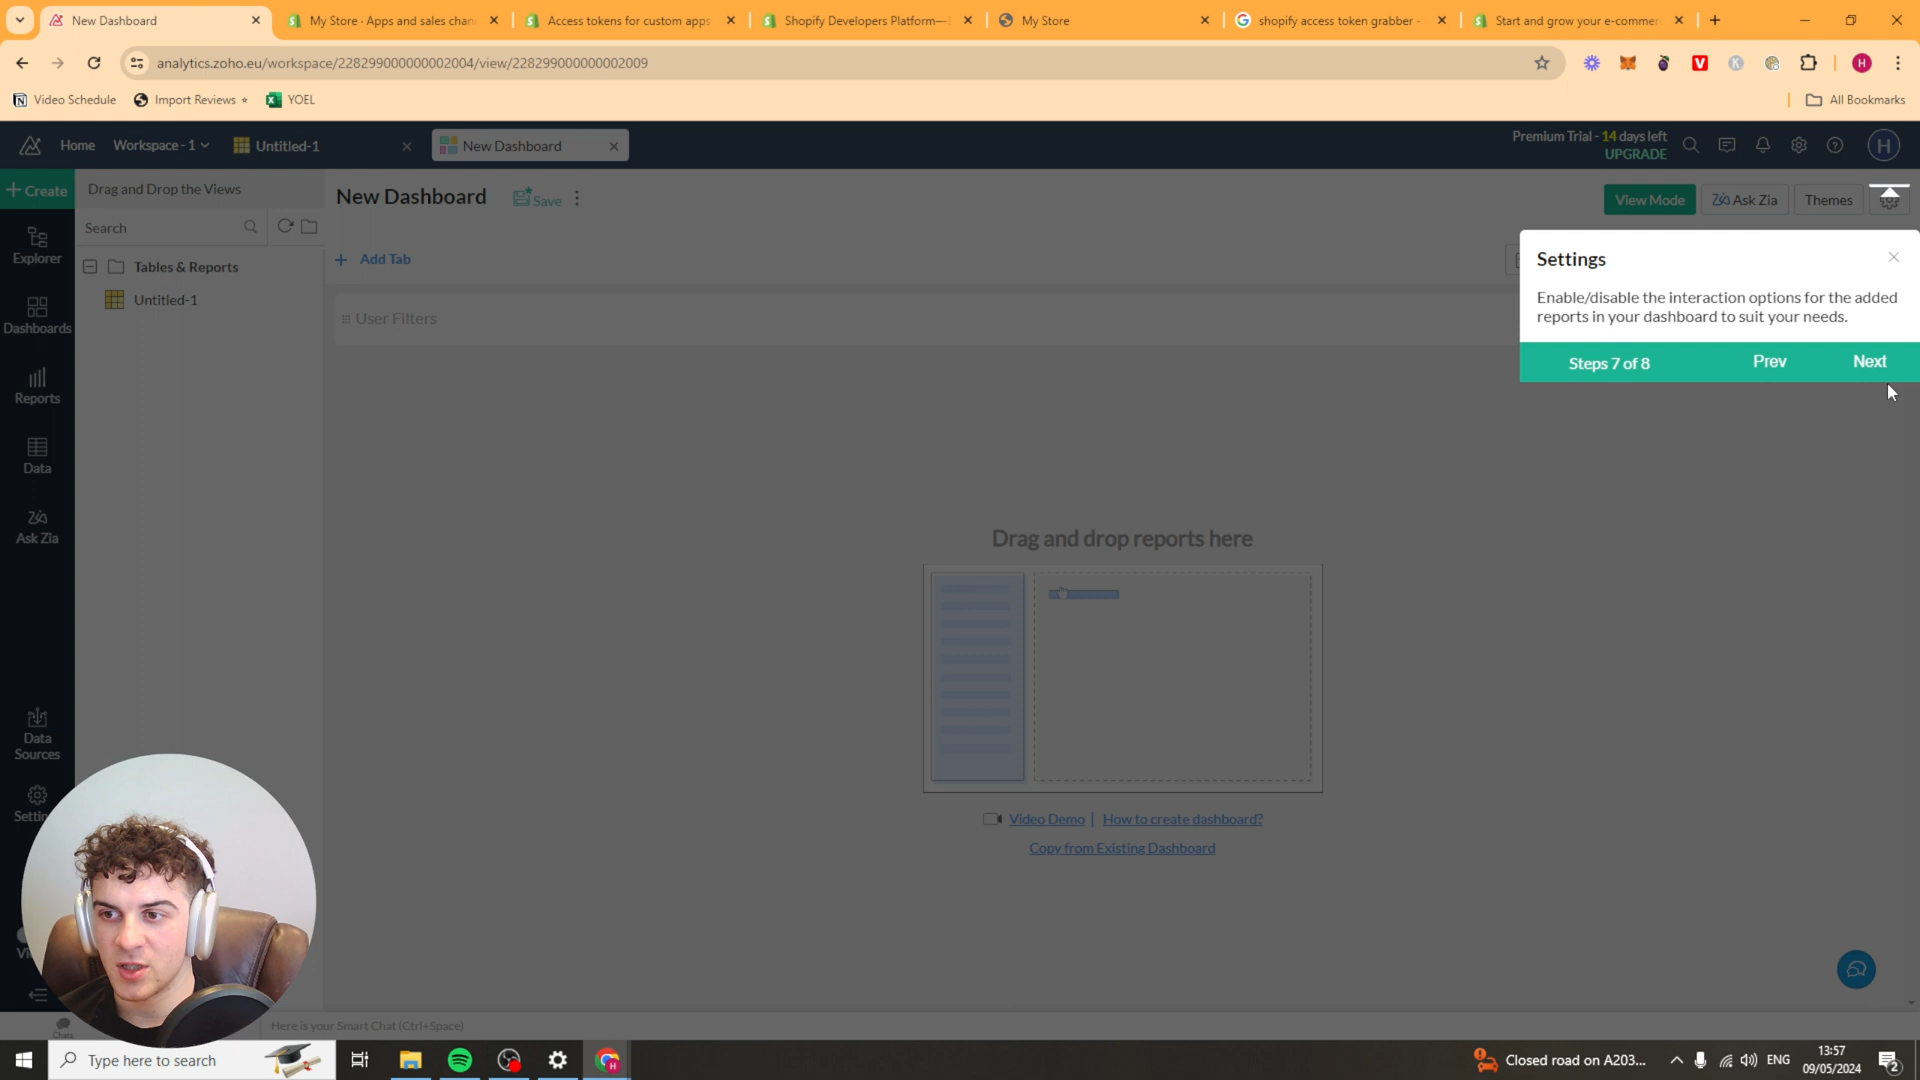 New Dashboard
My Store · Apps and sales chan
Access tokens for custom apps
Shopify Developers Platform—
My Store
shopify access token grabber -
Start and grow your e-commer
analytics.zoho.eu/workspace/228299000000002004/view/228299000000002009
Video Schedule
Import Reviews
YOEL
All Bookmarks
Home
Workspace - 1
Untitled-1
New Dashboard
Premium Trial - 14 days left
UPGRADE
H
Create
Drag and Drop the Views
New Dashboard
Save
View Mode
Ask Zia
Themes
Search
Explorer
Add Tab
Tables & Reports
Untitled-1
Dashboards
User Filters
Settings
Enable/disable the interaction options for the added
reports in your dashboard to suit your needs.
Steps 7 of 8
Prev
Next
Reports
Data
Ask Zia
Drag and drop reports here
Data
Sources
Video Demo | How to create dashboard?
Copy from Existing Dashboard
Chats
Here is your Smart Chat (Ctrl+Space)
Type here to search
Closed road on A203...
ENG
13:57
09/05/2024
2